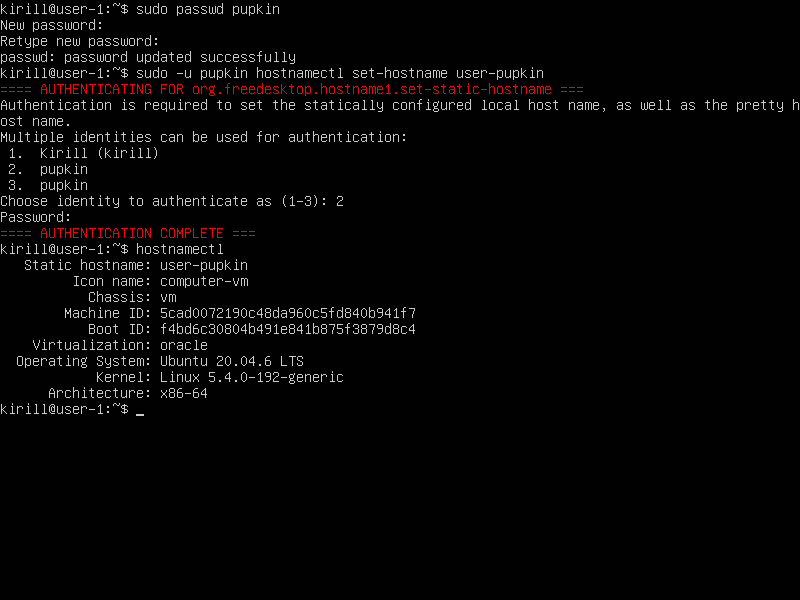 kirill@user-1:~$ sudo passwd pupkin
New password:
Retype new password:
passwd: password updated successfully
kirill@user-1:~$ sudo -u pupkin hostnamectl set-hostname user-pupkin
==== AUTHENTICATING FOR org.freedesktop.hostname1.set-static-hostname ===
Authentication is required to set the statically configured local host name, as well as the pretty h
ost name.
Multiple identities can be used for authentication:
 1.  Kirill (kirill)
 2.  pupkin
 3.  pupkin
Choose identity to authenticate as (1-3): 2
Password:
==== AUTHENTICATION COMPLETE ===
kirill@user-1:~$ hostnamectl
   Static hostname: user-pupkin
         Icon name: computer-vm
           Chassis: vm
        Machine ID: 5cad0072190c48da960c5fd840b941f7
           Boot ID: f4bd6c30804b491e841b875f3879d8c4
    Virtualization: oracle
  Operating System: Ubuntu 20.04.6 LTS
            Kernel: Linux 5.4.0-192-generic
      Architecture: x86-64
kirill@user-1:~$ _